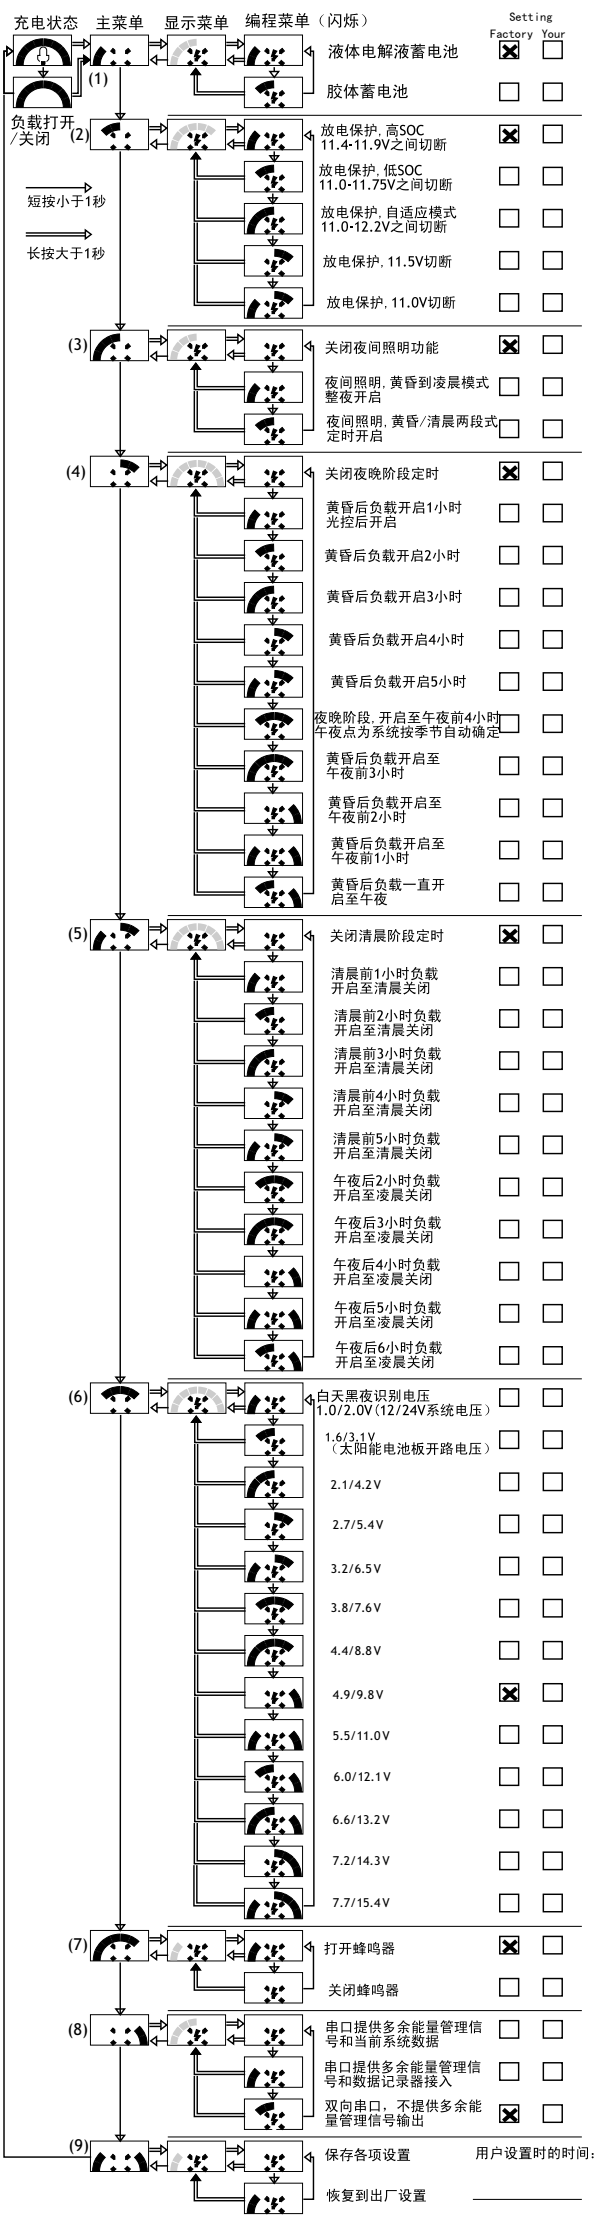 充电状态 主菜单 显示菜单 编程菜单（闪烁）
Setting
Factory Your
(1)
液体电解液蓄电池
胶体蓄电池
负载打开
/关闭
短按小于1秒
长按大于1秒
(2)
放电保护, 高SOC
11.4-11.9V之间切断
放电保护, 低SOC
11.0-11.75V之间切断
放电保护, 自适应模式
11.0-12.2V之间切断
放电保护, 11.5V切断
放电保护, 11.0V切断
(3)
关闭夜间照明功能
夜间照明, 黄昏到凌晨模式
整夜开启
夜间照明, 黄昏/清晨两段式
定时开启
(4)
关闭夜晚阶段定时
黄昏后负载开启1小时
光控后开启
黄昏后负载开启2小时
黄昏后负载开启3小时
黄昏后负载开启4小时
黄昏后负载开启5小时
夜晚阶段, 开启至午夜前4小时
午夜点为系统按季节自动确定
黄昏后负载开启至
午夜前3小时
黄昏后负载开启至
午夜前2小时
黄昏后负载开启至
午夜前1小时
黄昏后负载一直开
启至午夜
(5)
关闭清晨阶段定时
清晨前1小时负载
开启至清晨关闭
清晨前2小时负载
开启至清晨关闭
清晨前3小时负载
开启至清晨关闭
清晨前4小时负载
开启至清晨关闭
清晨前5小时负载
开启至清晨关闭
午夜后2小时负载
开启至凌晨关闭
午夜后3小时负载
开启至凌晨关闭
午夜后4小时负载
开启至凌晨关闭
午夜后5小时负载
开启至凌晨关闭
午夜后6小时负载
开启至凌晨关闭
(6)
白天黑夜识别电压
1.0/2.0V(12/24V系统电压)
1.6/3.1V
(太阳能电池板开路电压)
2.1/4.2V
2.7/5.4V
3.2/6.5V
3.8/7.6V
4.4/8.8V
4.9/9.8V
5.5/11.0V
6.0/12.1V
6.6/13.2V
7.2/14.3V
7.7/15.4V
(7)
打开蜂鸣器
关闭蜂鸣器
(8)
串口提供多余能量管理信
号和当前系统数据
串口提供多余能量管理信
号和数据记录器接入
双向串口, 不提供多余能
量管理信号输出
(9)
保存各项设置
用户设置时的时间:
恢复到出厂设置